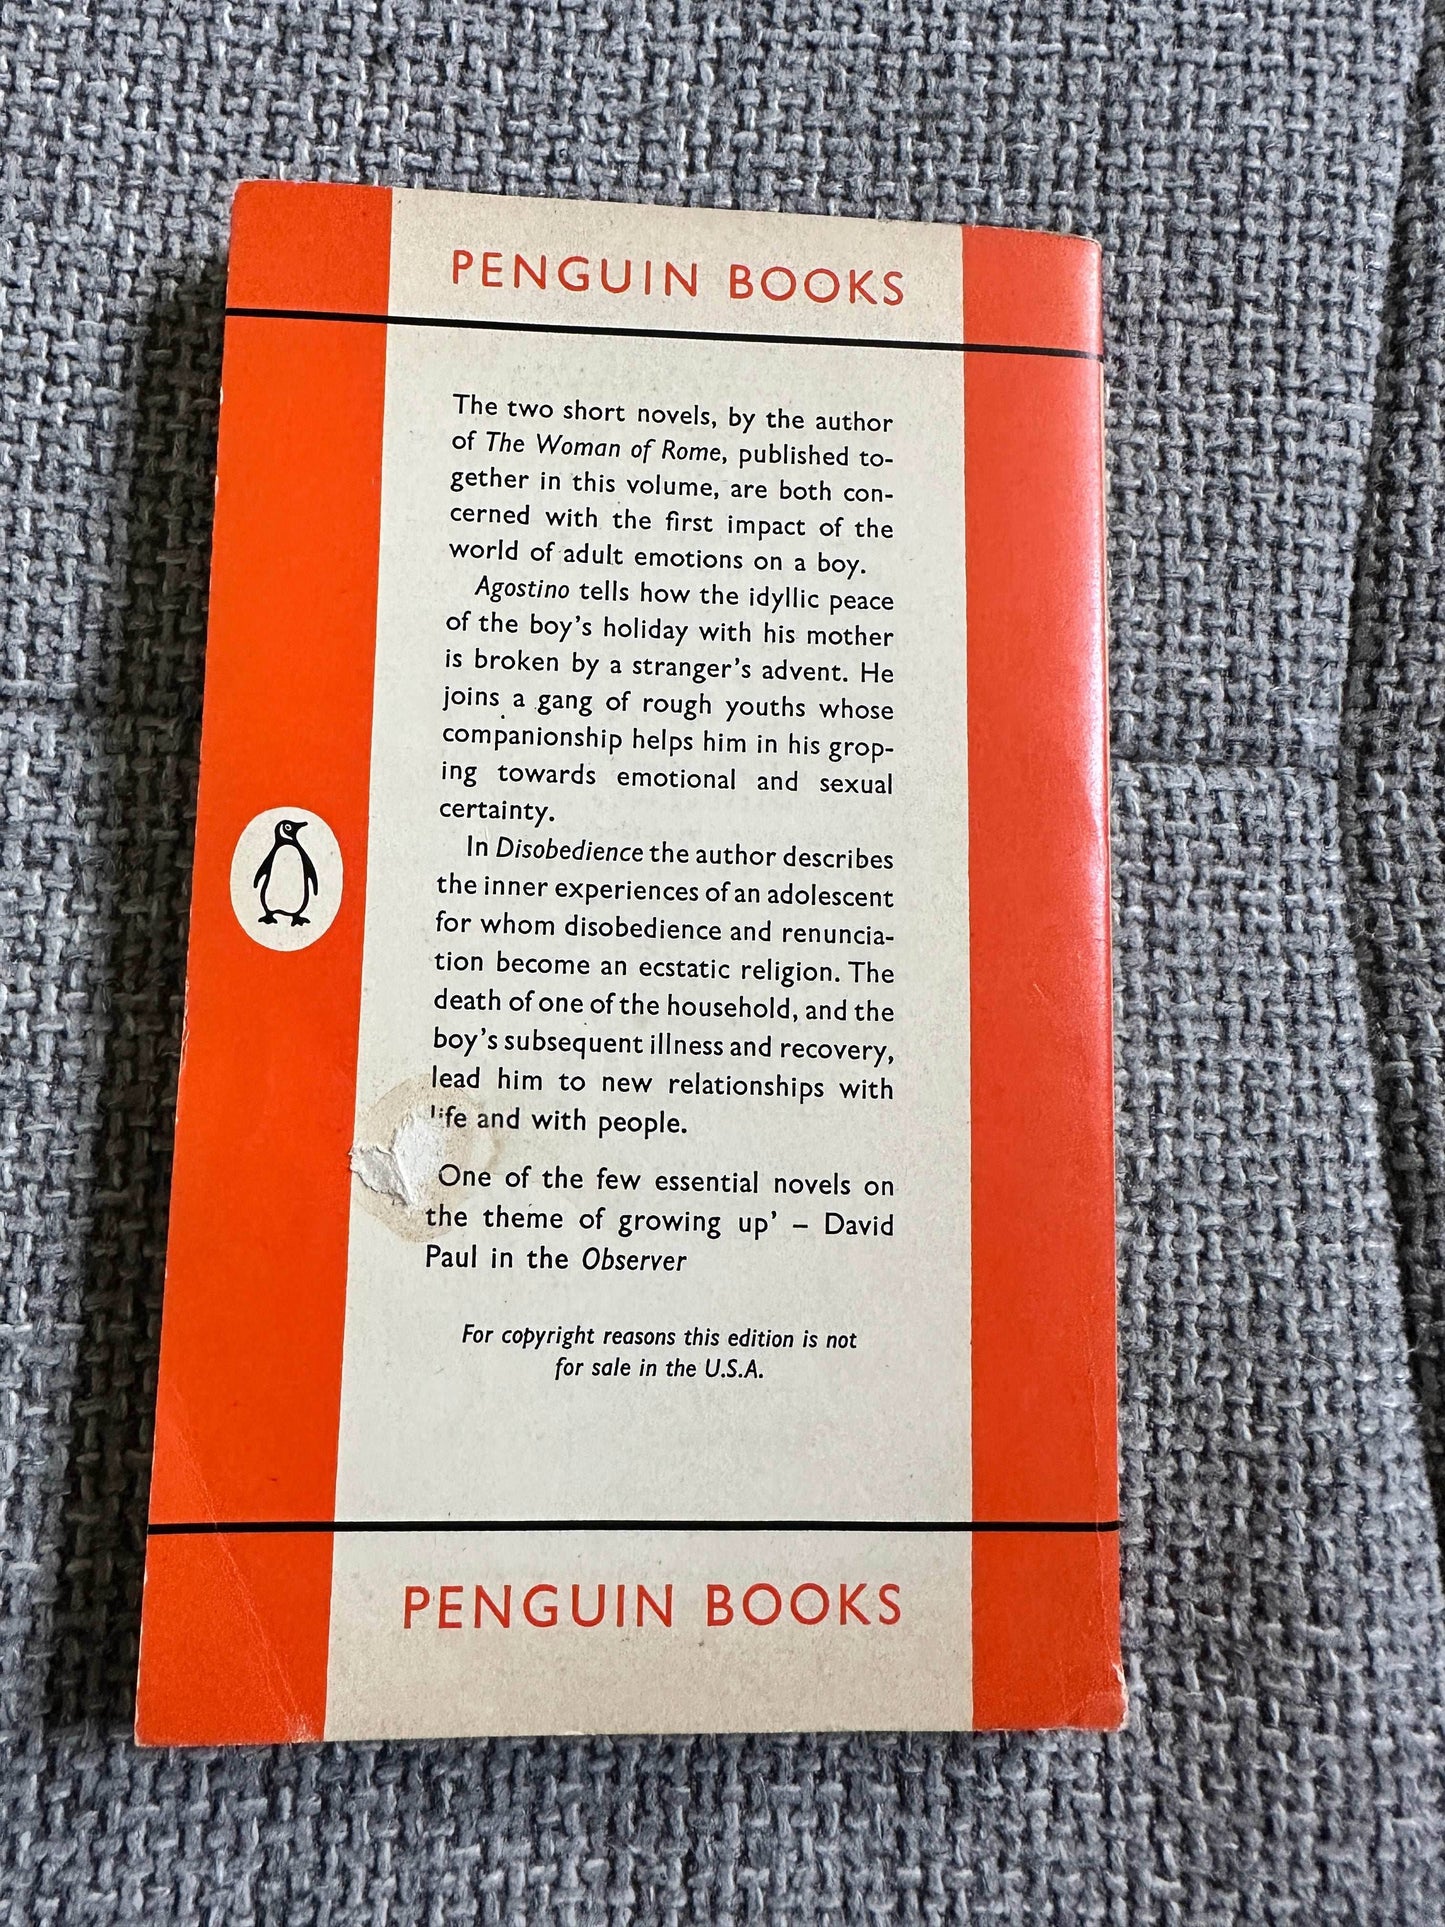 PENGUIN BOOKS
The two short novels, by the author
of The Woman of Rome, published to-
gether in this volume, are both con-
cerned with the first impact of the
world of adult emotions on a boy.
Agostino tells how the idyllic peace
of the boy's holiday with his mother
is broken by a stranger's advent. He
joins a gang of rough youths whose
companionship helps him in his grop-
ing towards emotional and sexual
certainty.
In Disobedience the author describes
the inner experiences of an adolescent
for whom disobedience and renuncia-
tion become an ecstatic religion. The
death of one of the household, and the
boy's subsequent illness and recovery,
lead him to new relationships with
life and with people.
One of the few essential novels on
the theme of growing up' – David
Paul in the Observer
For copyright reasons this edition is not
for sale in the U.S.A.
PENGUIN BOOKS